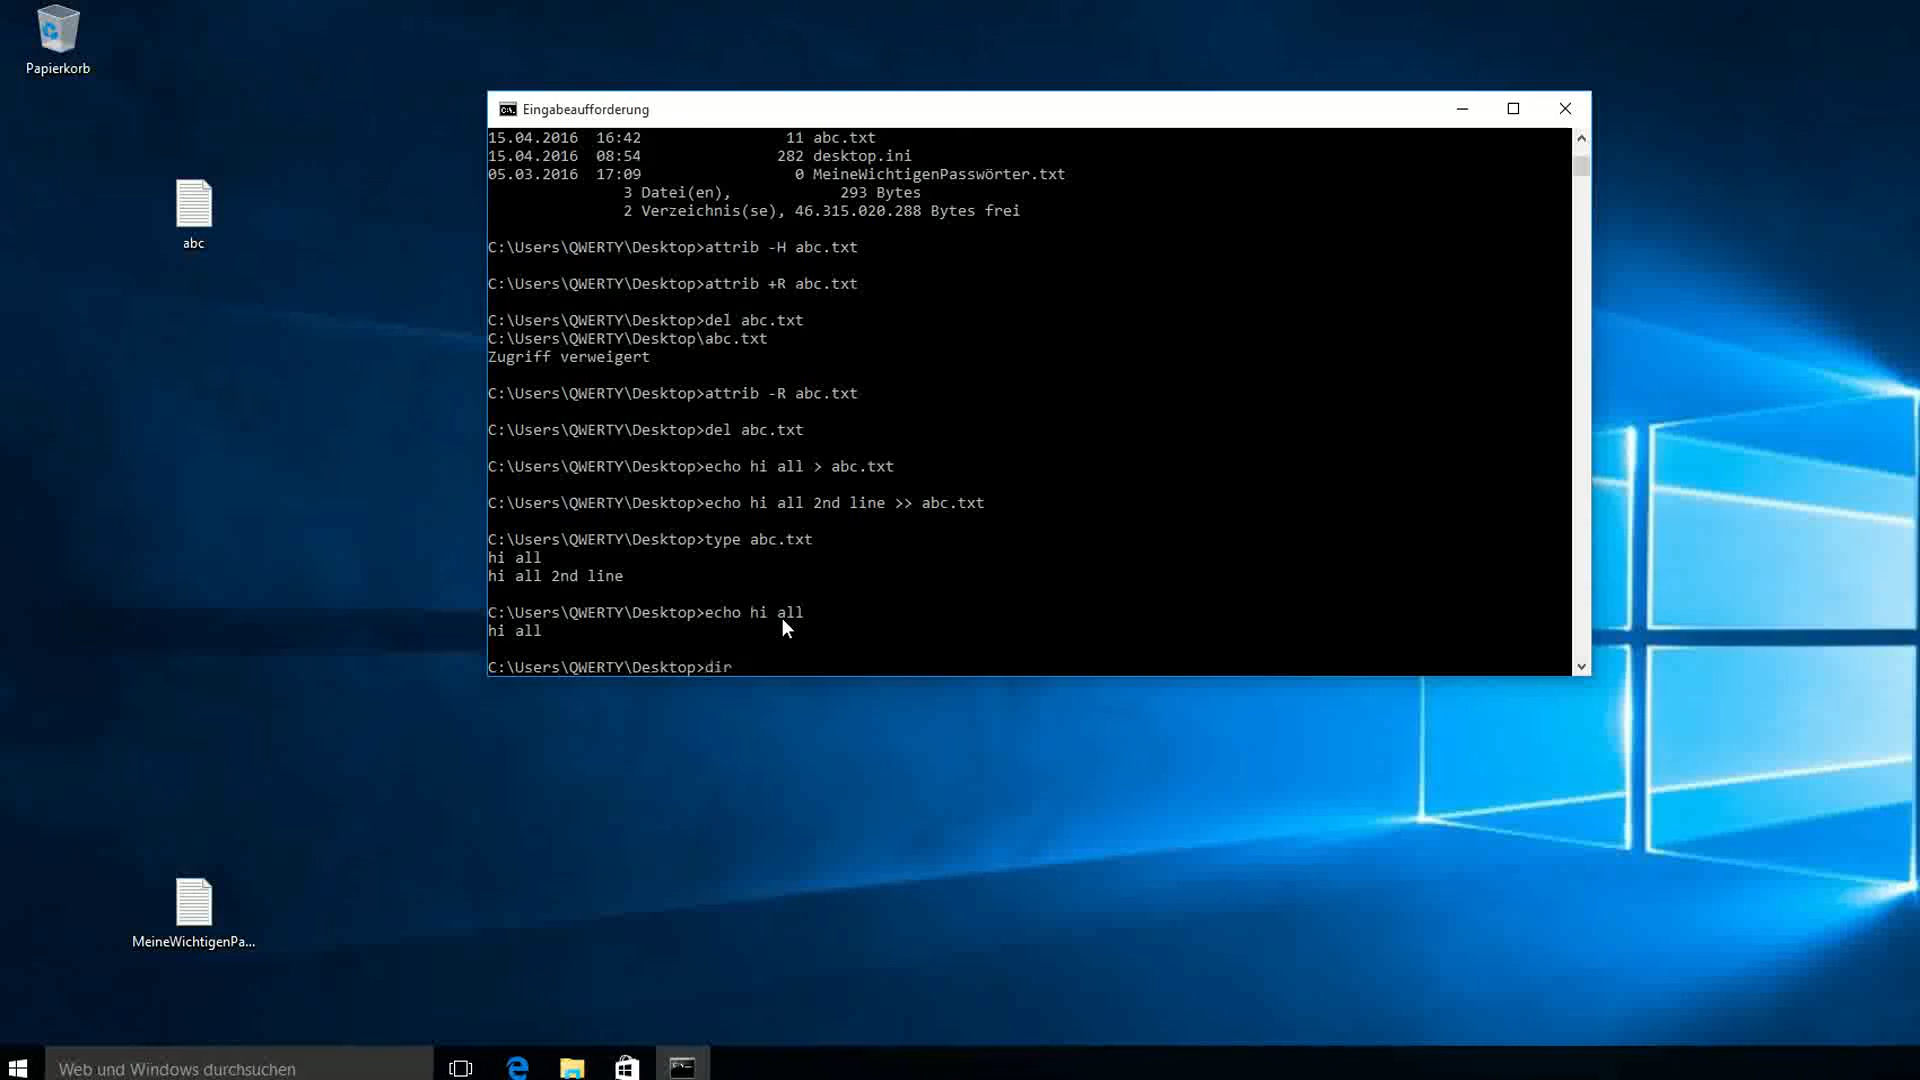 Papierkorb
abc
MeineWichtigenPa...
Eingabeaufforderung
15.04.2016  16:42                11 abc.txt
15.04.2016  08:54               282 desktop.ini
05.03.2016  17:09                 0 MeineWichtigenPasswörter.txt
               3 Datei(en),            293 Bytes
               2 Verzeichnis(se), 46.315.020.288 Bytes frei
C:\Users\QWERTY\Desktop>attrib -H abc.txt
C:\Users\QWERTY\Desktop>attrib +R abc.txt
C:\Users\QWERTY\Desktop>del abc.txt
C:\Users\QWERTY\Desktop\abc.txt
Zugriff verweigert
C:\Users\QWERTY\Desktop>attrib -R abc.txt
C:\Users\QWERTY\Desktop>del abc.txt
C:\Users\QWERTY\Desktop>echo hi all > abc.txt
C:\Users\QWERTY\Desktop>echo hi all 2nd line >> abc.txt
C:\Users\QWERTY\Desktop>type abc.txt
hi all
hi all 2nd line
C:\Users\QWERTY\Desktop>echo hi all
hi all
C:\Users\QWERTY\Desktop>dir
Web und Windows durchsuchen